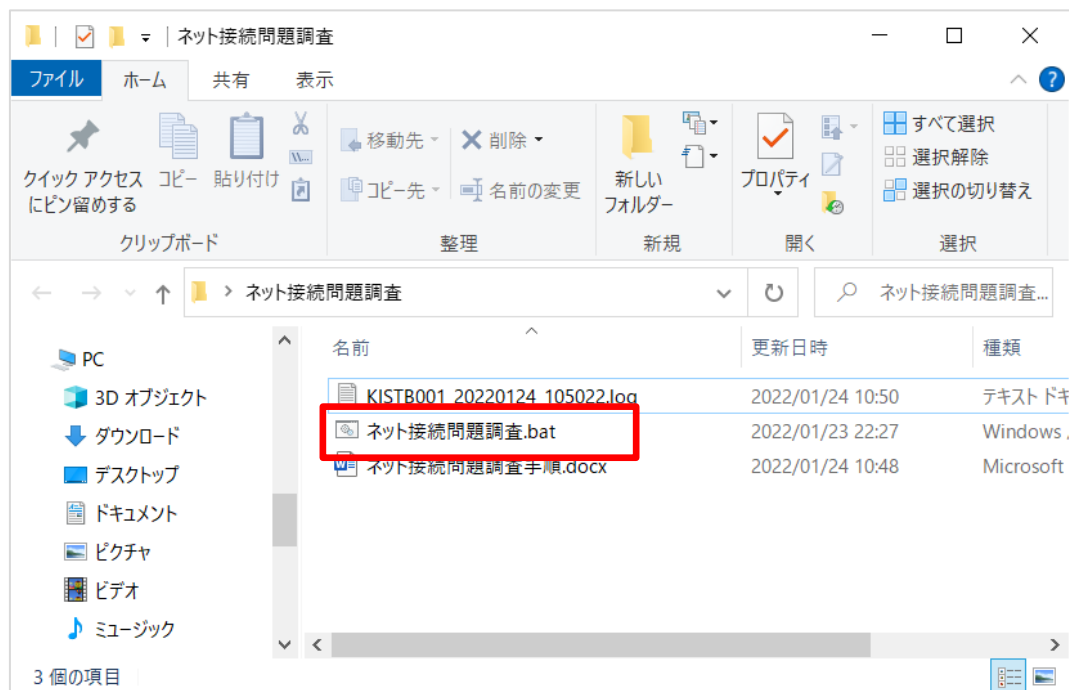 ネット接続問題調査
ファイル ホーム 共有 表示
クイック アクセス
にピン留めする
コピー
貼り付け
移動先
削除
コピー先
名前の変更
新しい
フォルダー
プロパティ
すべて選択
選択解除
選択の切り替え
クリップボード 整理 新規 開く 選択
ネット接続問題調査
ネット接続問題調査...
名前 更新日時 種類
KISTB001_20220124_105022.log 2022/01/24 10:50 テキスト ドキ
ネット接続問題調査.bat 2022/01/23 22:27 Windows
ネット接続問題調査手順.docx 2022/01/24 10:48 Microsoft
PC
3D オブジェクト
ダウンロード
デスクトップ
ドキュメント
ピクチャ
ビデオ
ミュージック
3 個の項目